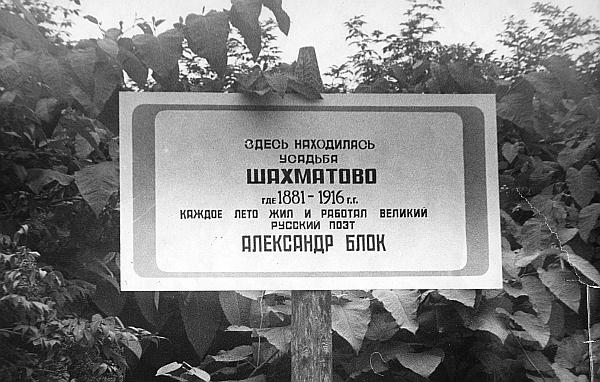 ЗДЕСЬ НАХОДИЛАСЬ
УСАДЬБА
ШАХМАТОВО
ГДЕ 1881 - 1916 г.г.
КАЖДОЕ ЛЕТО ЖИЛ И РАБОТАЛ ВЕЛИКИЙ
РУССКИЙ ПОЭТ
АЛЕКСАНДР БЛОК